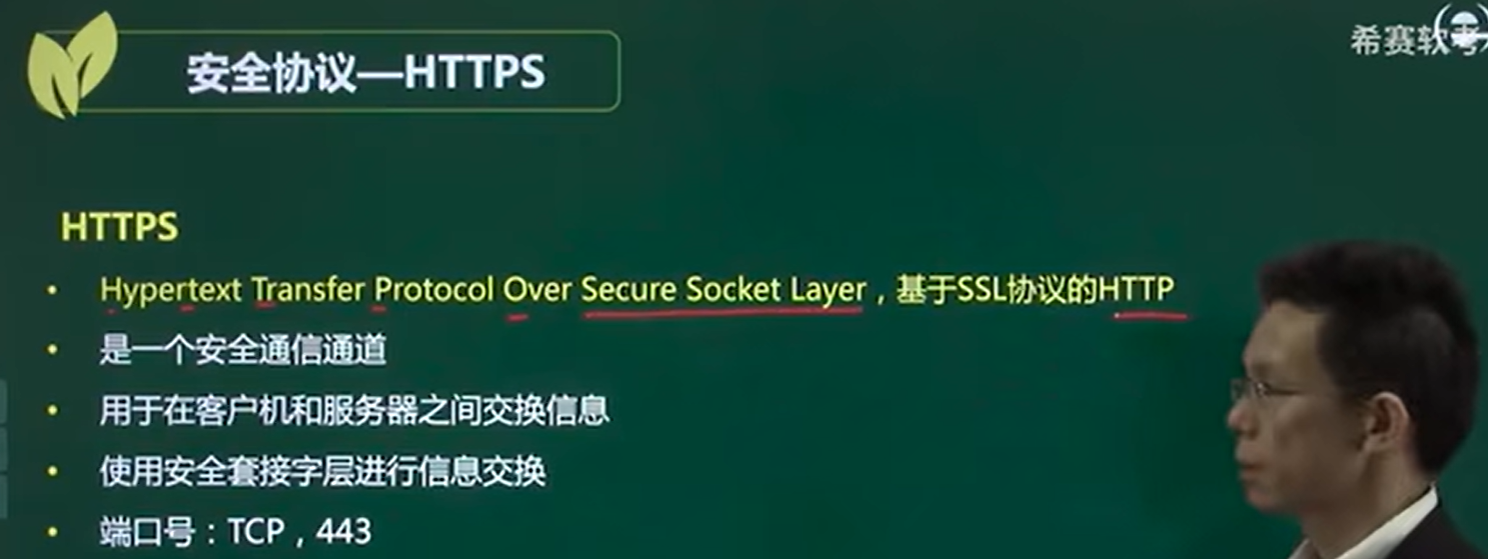 希赛软考
安全协议—HTTPS
HTTPS
• Hypertext Transfer Protocol Over Secure Socket Layer，基于SSL协议的HTTP
• 是一个安全通信通道
• 用于在客户机和服务器之间交换信息
• 使用安全套接字层进行信息交换
• 端口号：TCP，443